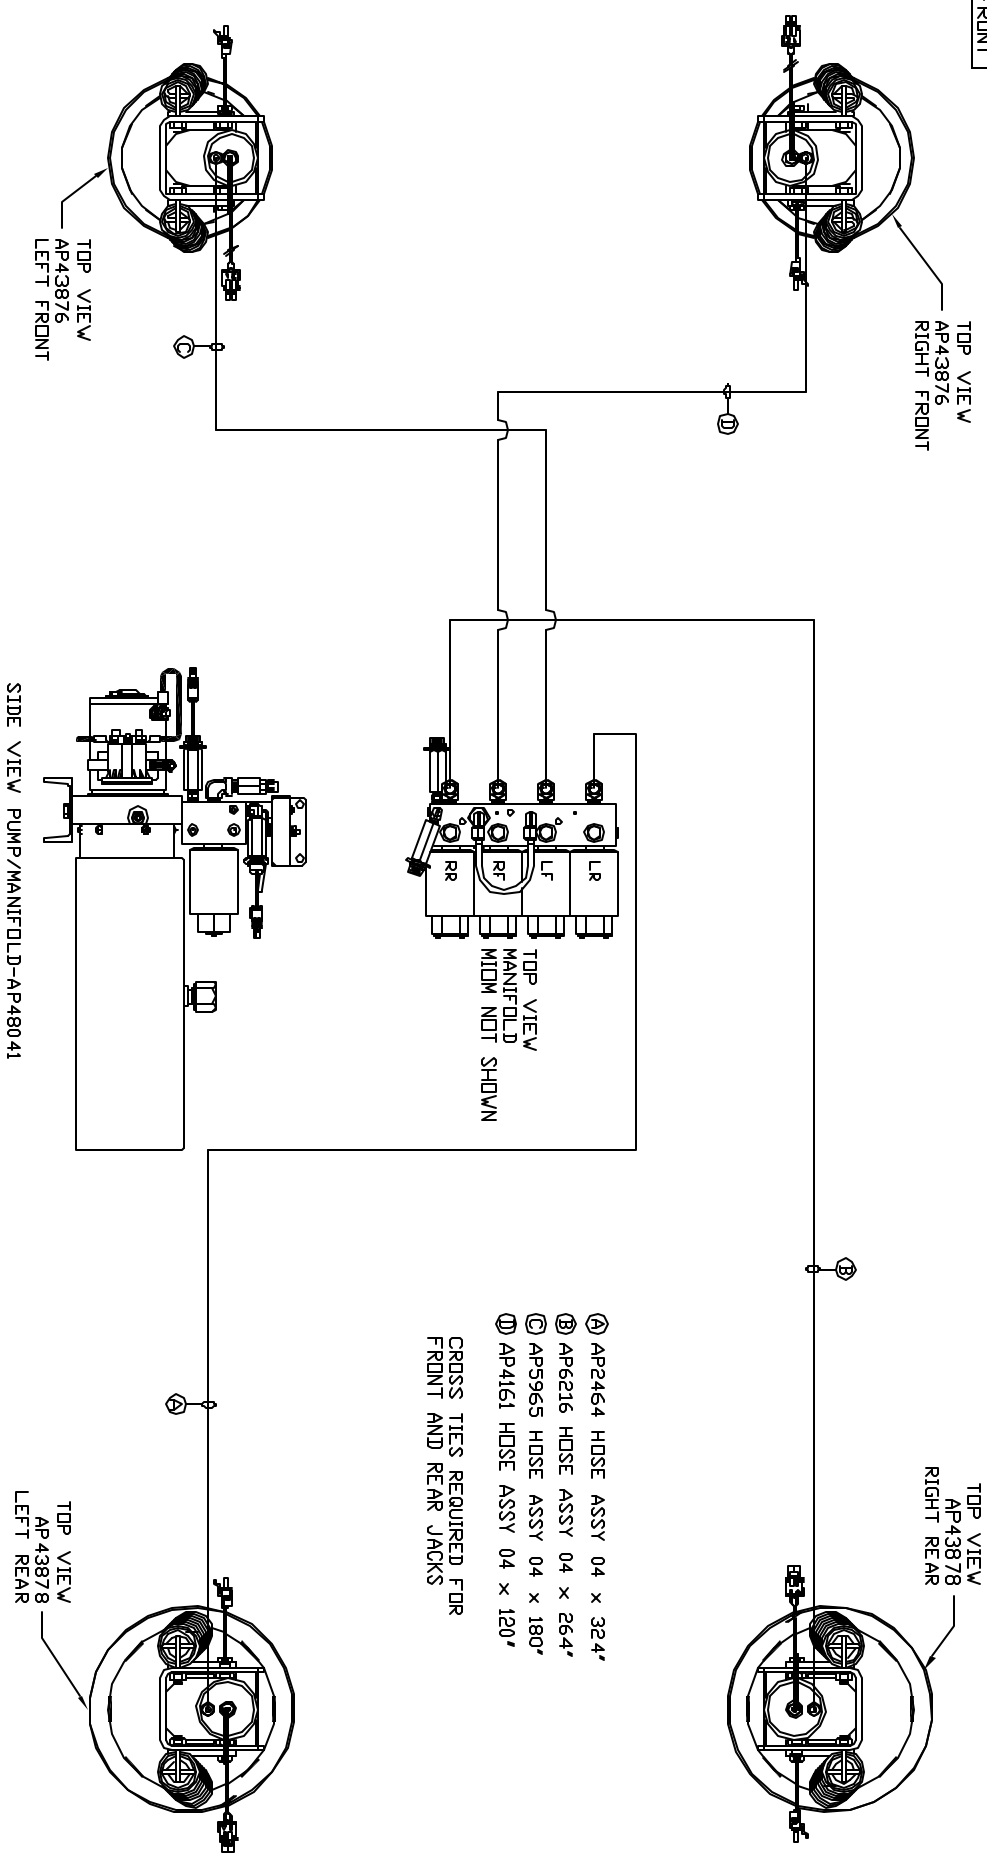 FRONT
TOP VIEW
AP43876
RIGHT FRONT
TOP VIEW
AP43876
LEFT FRONT
C
D
RR
RF
LF
LR
TOP VIEW
MANIFOLD
MIOM NOT SHOWN
SIDE VIEW PUMP/MANIFOLD-AP48041
B
A
A AP2464 HOSE ASSY 04 x 324"
B AP6216 HOSE ASSY 04 x 264"
C AP5965 HOSE ASSY 04 x 180"
D AP4161 HOSE ASSY 04 x 120"
CROSS TIES REQUIRED FOR
FRONT AND REAR JACKS
TOP VIEW
AP43878
RIGHT REAR
TOP VIEW
AP43878
LEFT REAR